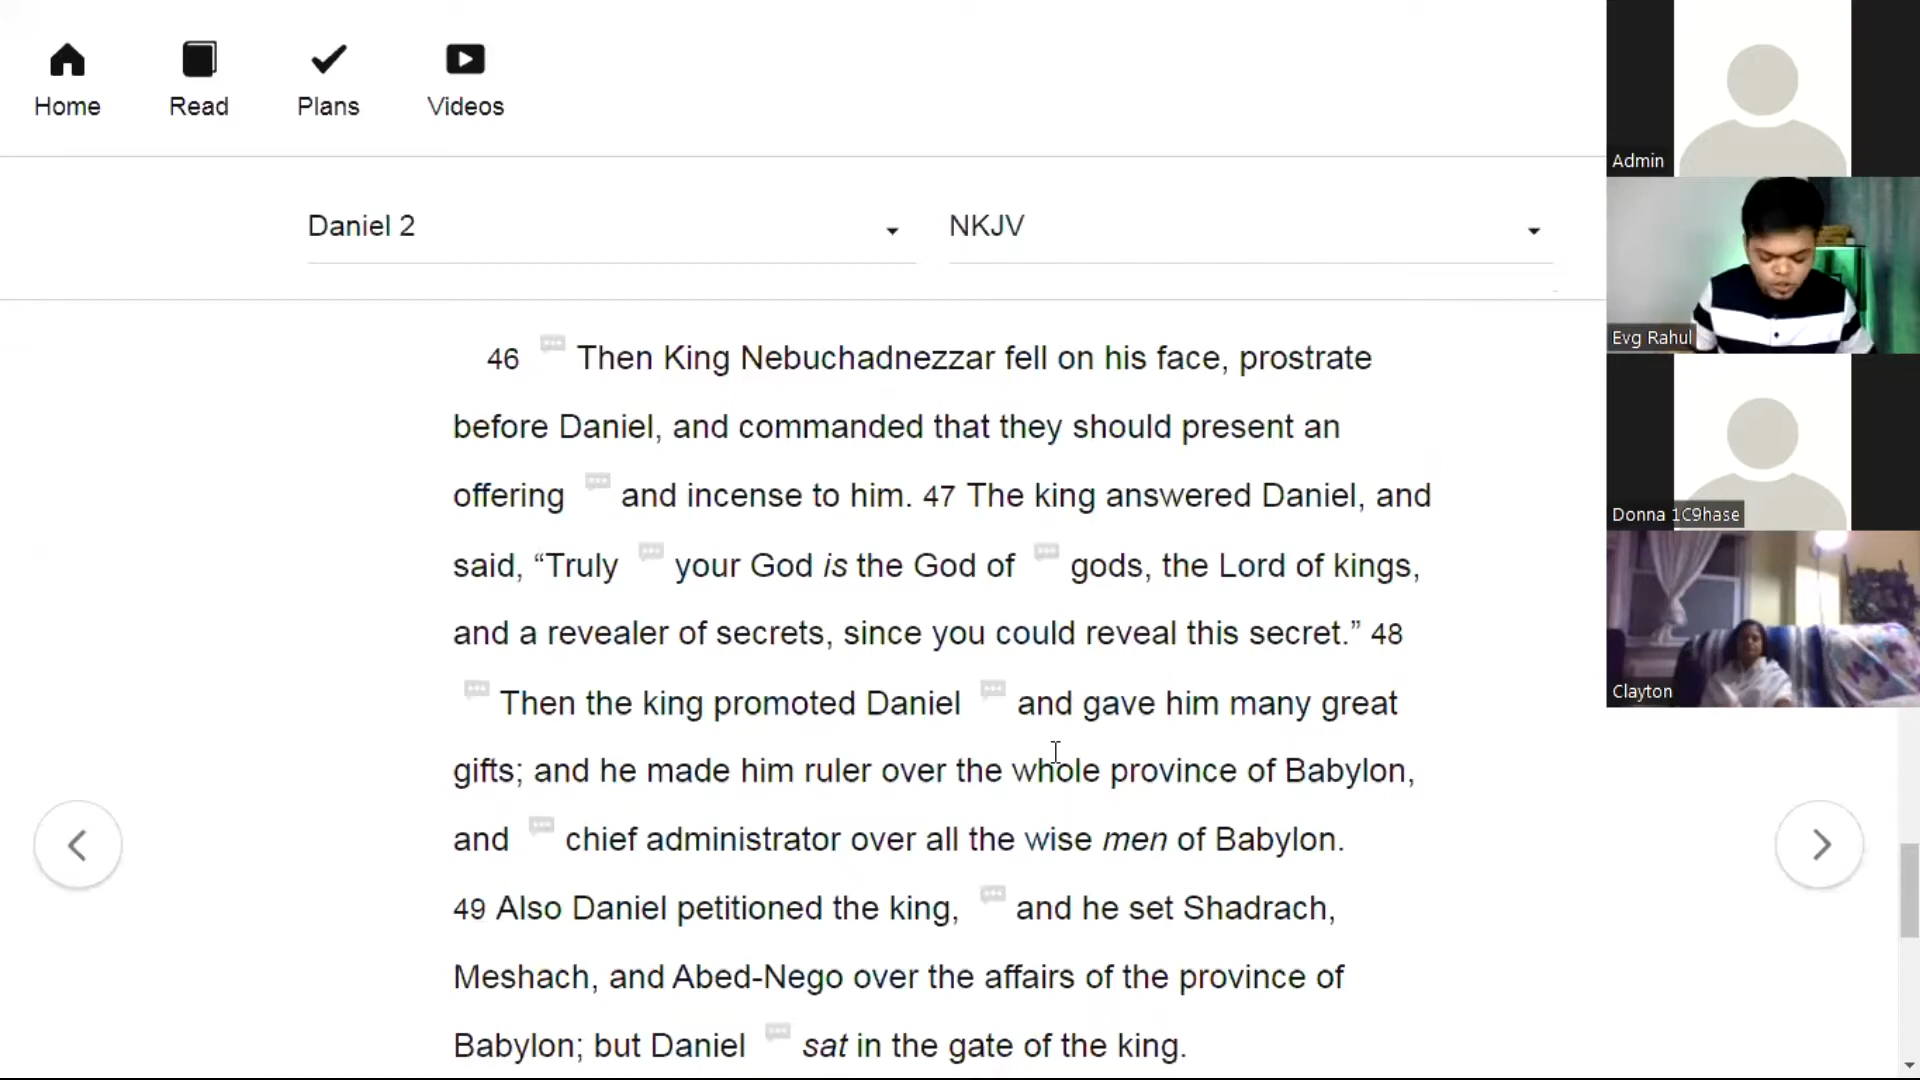 Home Read Plans Videos
Daniel 2 NKJV
46 Then King Nebuchadnezzar fell on his face, prostrate
before Daniel, and commanded that they should present an
offering and incense to him. 47 The king answered Daniel, and
said, “Truly your God is the God of gods, the Lord of kings,
and a revealer of secrets, since you could reveal this secret.” 48
Then the king promoted Daniel and gave him many great
gifts; and he made him ruler over the whole province of Babylon,
and chief administrator over all the wise men of Babylon.
49 Also Daniel petitioned the king, and he set Shadrach,
Meshach, and Abed-Nego over the affairs of the province of
Babylon; but Daniel sat in the gate of the king.
Admin
Evg Rahul
Donna 1C9hase
Clayton